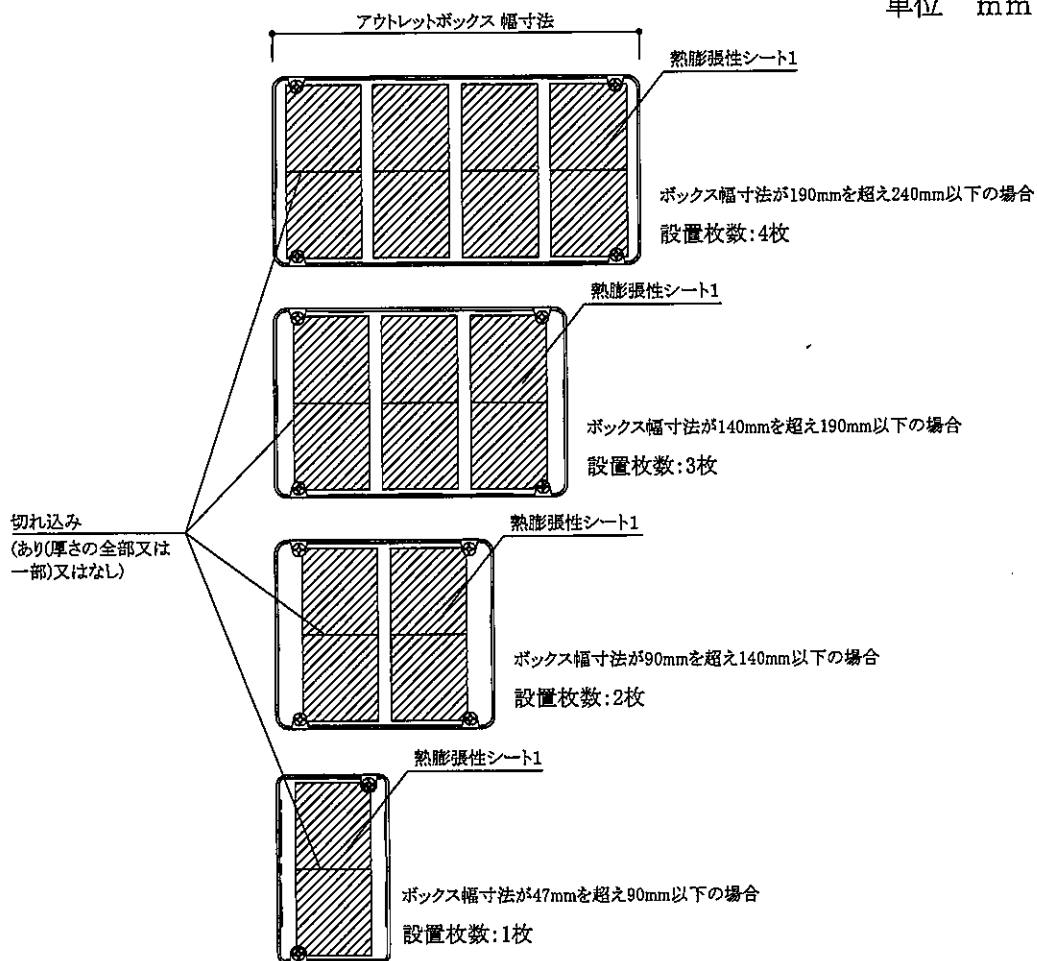 単位 mm
アウトレットボックス 幅寸法
熱膨張性シート1
ボックス幅寸法が190mmを超え240mm以下の場合
設置枚数:4枚
熱膨張性シート1
ボックス幅寸法が140mmを超え190mm以下の場合
設置枚数:3枚
切れ込み
(あり(厚さの全部又は
一部)又はなし)
熱膨張性シート1
ボックス幅寸法が90mmを超え140mm以下の場合
設置枚数:2枚
熱膨張性シート1
ボックス幅寸法が47mmを超え90mm以下の場合
設置枚数:1枚